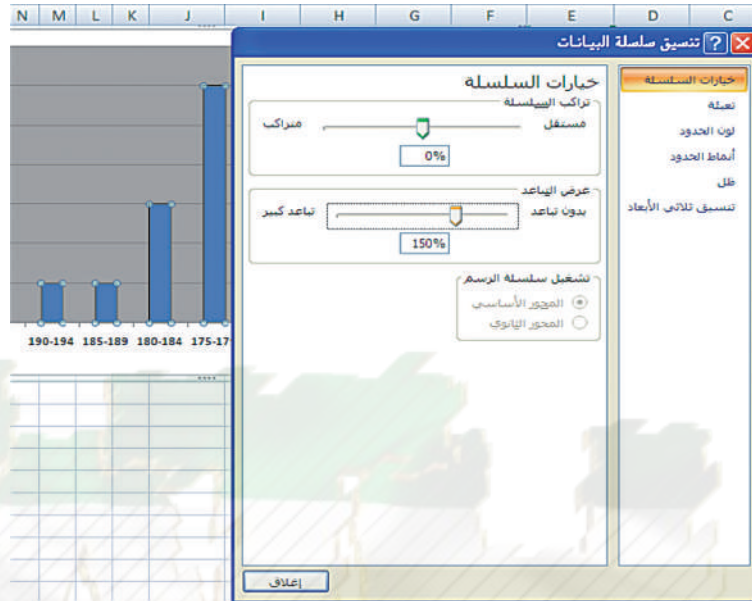 N M L K J I H G F E D C
تنسيق سلسلة البيانات
خيارات السلسلة
تعبئة
لون الحدود
أنماط الحدود
ظل
تنسيق ثلاثي الأبعاد
خيارات السلسلة
تراكب السلسلة
مستقل متراكب
0%
عرض التباعد
بدون تباعد تباعد كبير
150%
تشغيل سلسلة الرسم
المحور الأساسي
المحور الثانوي
إغلاق
190-194 185-189 180-184 175-17